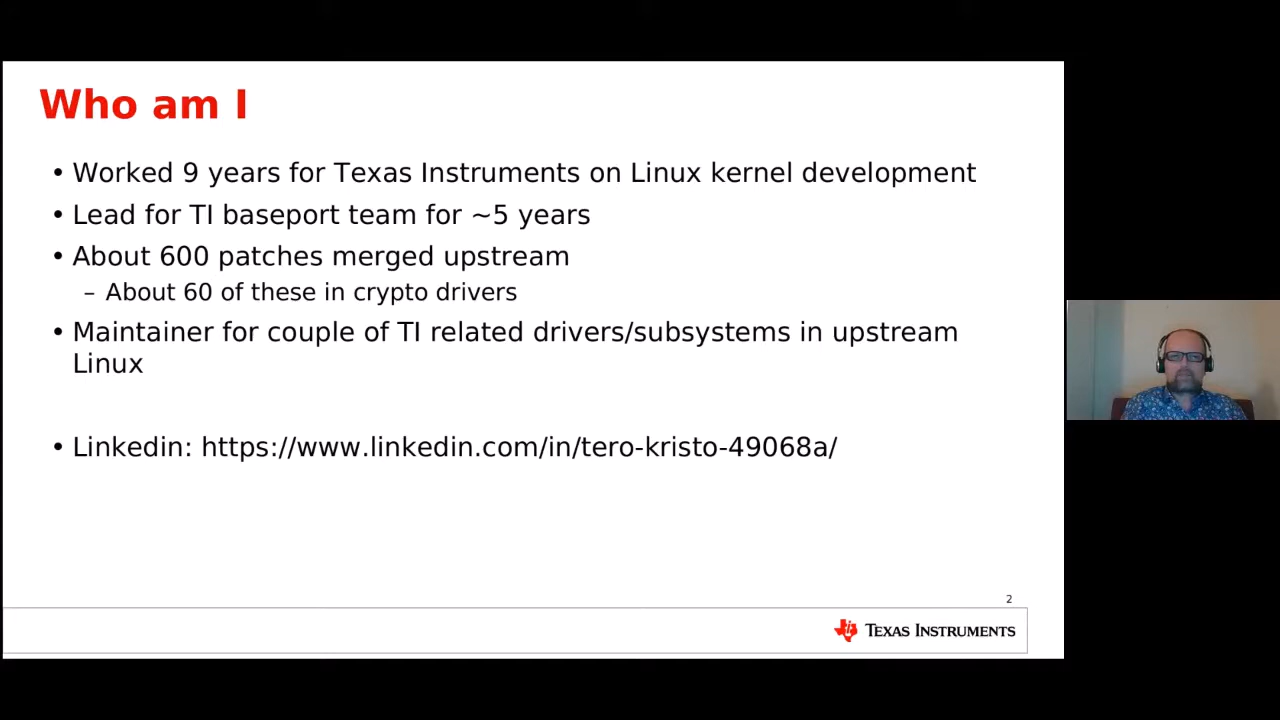 Who am I
• Worked 9 years for Texas Instruments on Linux kernel development
• Lead for TI baseport team for ~5 years
• About 600 patches merged upstream
– About 60 of these in crypto drivers
• Maintainer for couple of TI related drivers/subsystems in upstream
Linux
• Linkedin: https://www.linkedin.com/in/tero-kristo-49068a/
2
TEXAS INSTRUMENTS